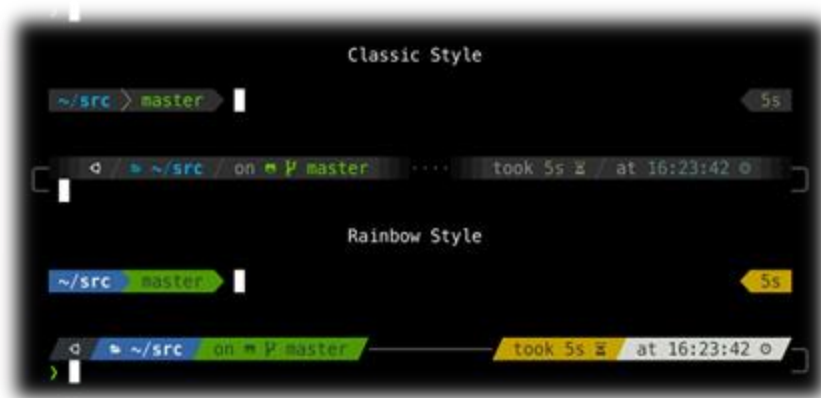 Classic Style
~/src master 5s
~/src on master took 5s at 16:23:42
Rainbow Style
~/src master 5s
~/src on master took 5s at 16:23:42